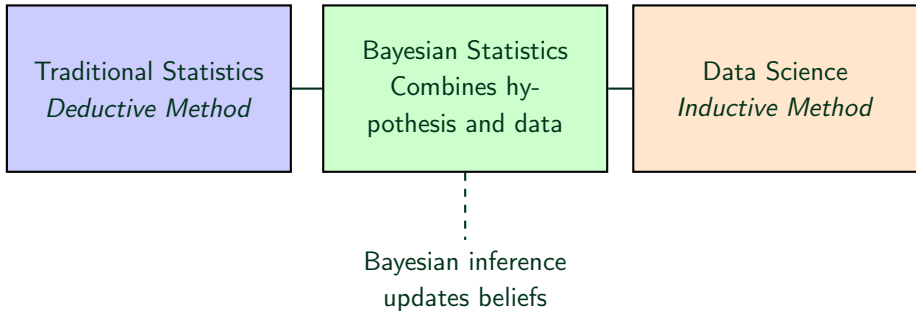 Traditional Statistics
Deductive Method
Bayesian Statistics
Combines hy-
pothesis and data
Data Science
Inductive Method
Bayesian inference
updates beliefs